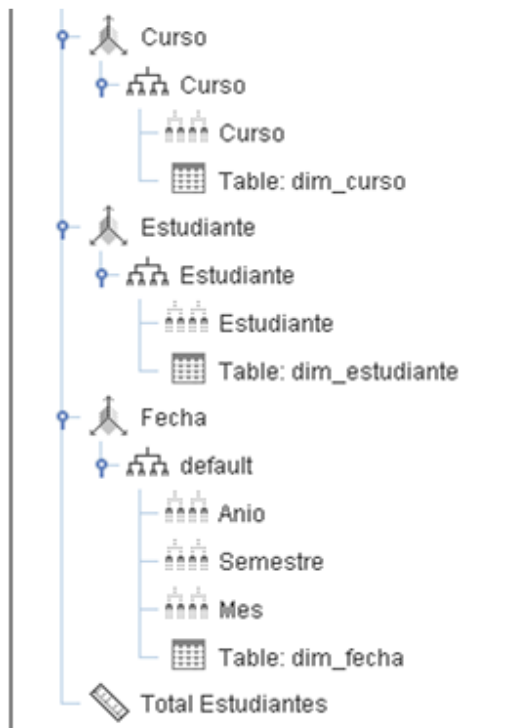 Curso
Curso
Curso
Table: dim_curso
Estudiante
Estudiante
Estudiante
Table: dim_estudiante
Fecha
default
Anio
Semestre
Mes
Table: dim_fecha
Total Estudiantes